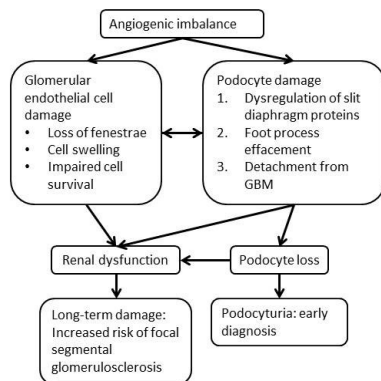 Angiogenic imbalance
Glomerular
endothelial cell
damage
• Loss of fenestrae
• Cell swelling
• Impaired cell
survival
Podocyte damage
1. Dysregulation of slit
diaphragm proteins
2. Foot process
effacement
3. Detachment from
GBM
Renal dysfunction
Podocyte loss
Long-term damage:
Increased risk of focal
segmental
glomerulosclerosis
Podocyturia: early
diagnosis